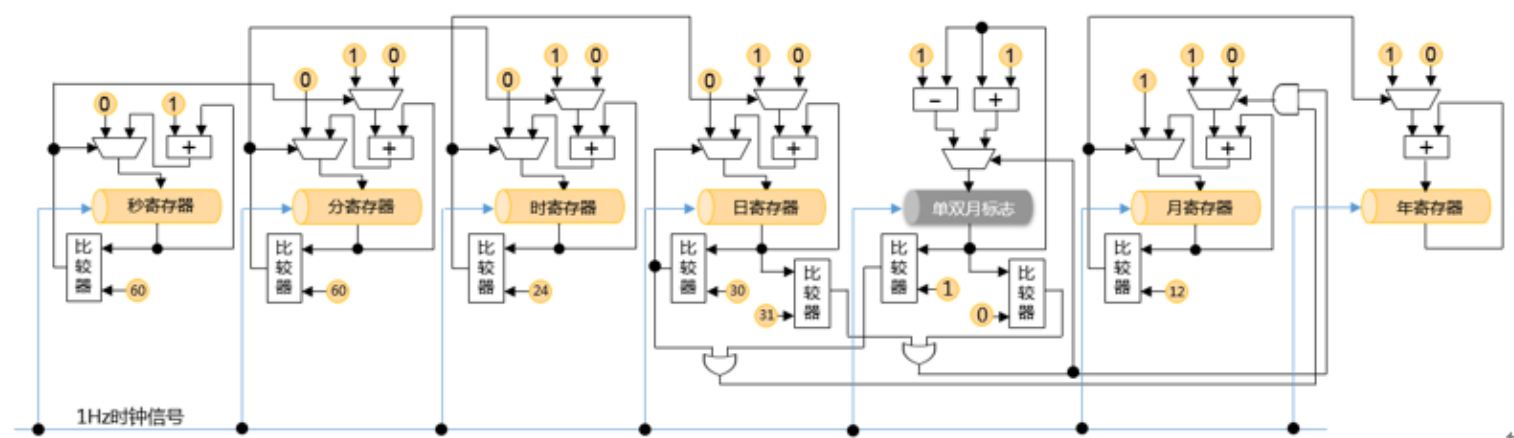 1 0 1 0 1 0 1 1 1 0 1 0
0 0 0 1
0 1 - +
+ + + + + +
秒寄存器 分寄存器 时寄存器 日寄存器 单双月标志 月寄存器 年寄存器
比较器 比较器 比较器 比较器 比较器 比较器
比较器 比较器
60 60 24 30 1 12
31 0
1Hz时钟信号